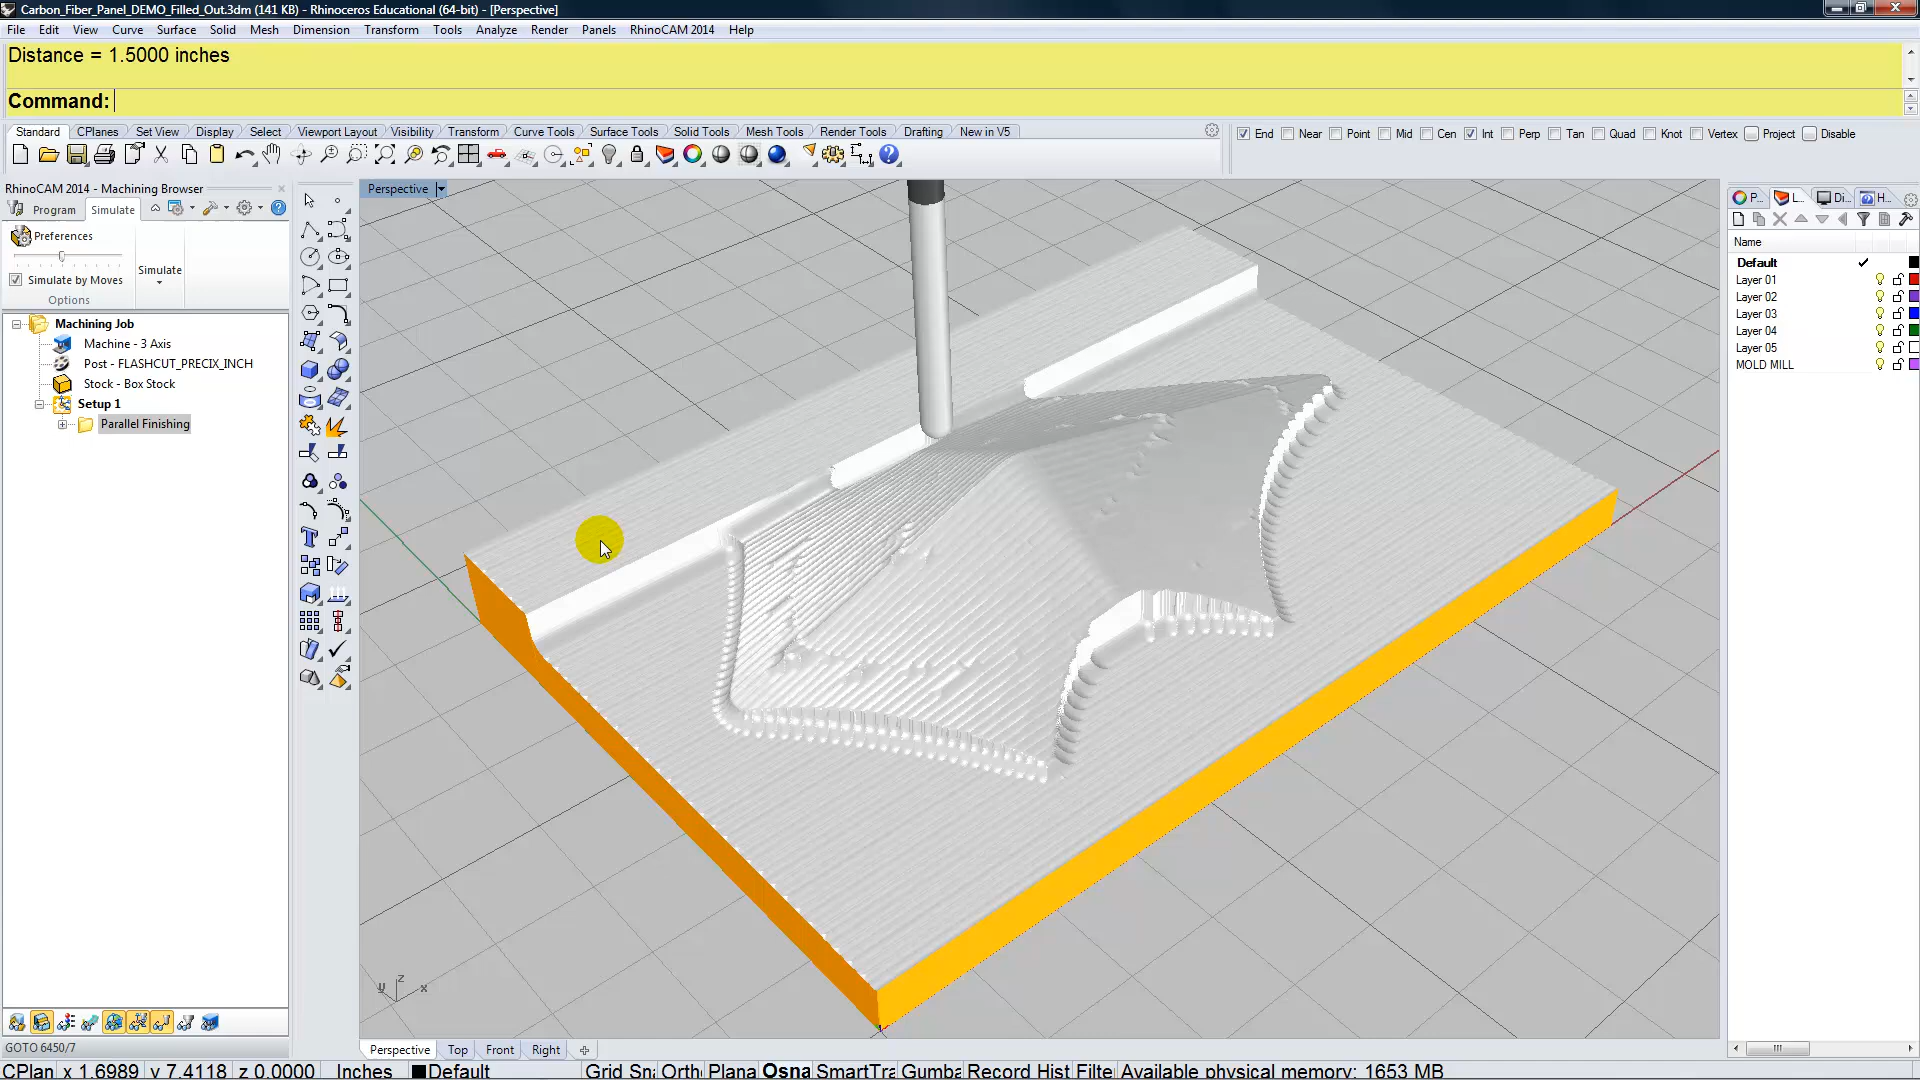 Carbon_Fiber_Panel_DEMO_Filled_Out.3dm (141 KB) - Rhinoceros Educational (64-bit) - [Perspective]
File Edit View Curve Surface Solid Mesh Dimension Transform Tools Analyze Render Panels RhinoCAM 2014 Help
Distance = 1.5000 inches
Command:
Standard CPlanes Set View Display Select Viewport Layout Visibility Transform Curve Tools Surface Tools Solid Tools Mesh Tools Render Tools Drafting New in V5
End Near Point Mid Cen Int Perp Tan Quad Knot Vertex Project Disable
RhinoCAM 2014 - Machining Browser
Program Simulate
Preferences
Simulate by Moves
Options
Simulate
Machining Job
Machine - 3 Axis
Post - FLASHCUT_PRECIX_INCH
Stock - Box Stock
Setup 1
Parallel Finishing
GOTO 6450/7
Perspective
z
y
x
P... L... Di... H...
Name
Default
Layer 01
Layer 02
Layer 03
Layer 04
Layer 05
MOLD MILL
Perspective Top Front Right
CPlan x 1.6989 y 7.4118 z 0.0000 Inches Default Grid Sna Ortho Plana Osna SmartTra Gumba Record Hist Filte Available physical memory: 1653 MB